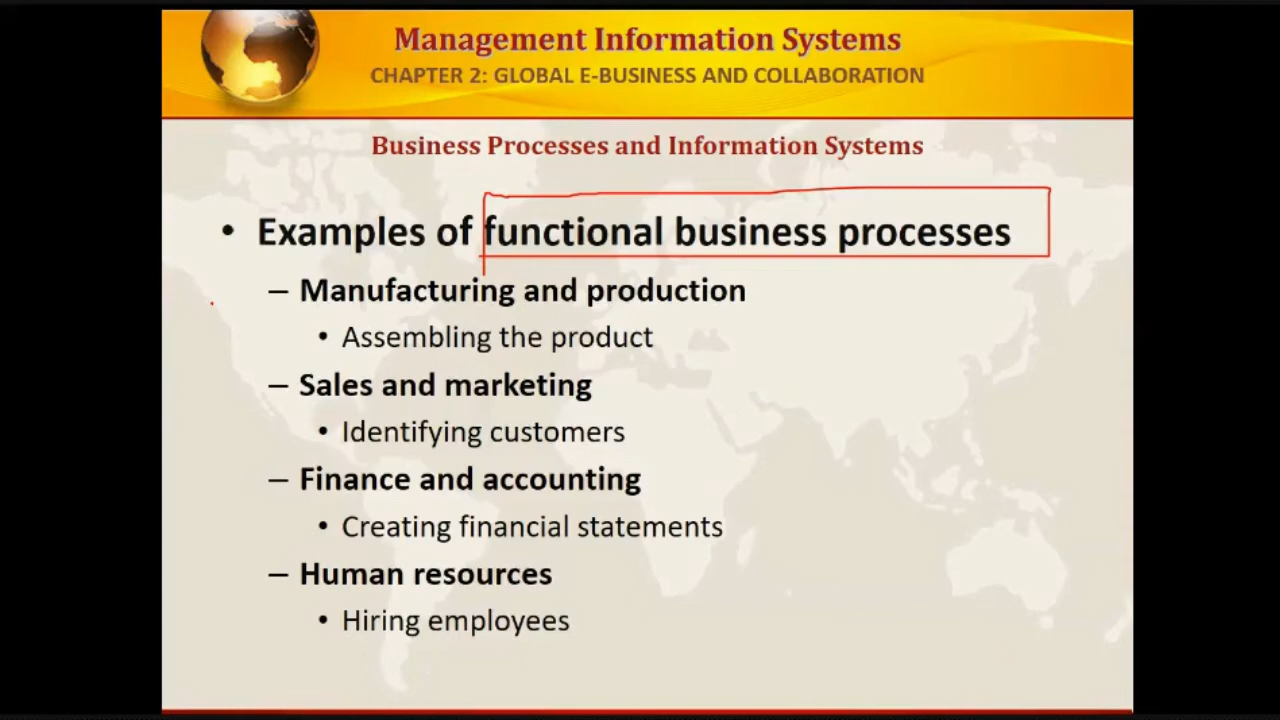 Management Information Systems
CHAPTER 2: GLOBAL E-BUSINESS AND COLLABORATION
Business Processes and Information Systems
• Examples of functional business processes
– Manufacturing and production
• Assembling the product
– Sales and marketing
• Identifying customers
– Finance and accounting
• Creating financial statements
– Human resources
• Hiring employees